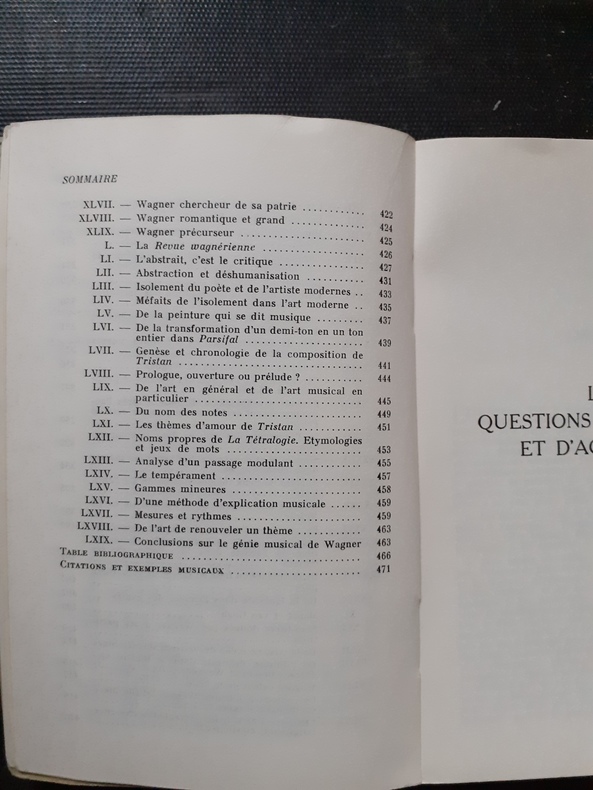 SOMMAIRE
XLVII. — Wagner chercheur de sa patrie ........... 422
XLVIII. — Wagner romantique et grand ............ 424
XLIX. — Wagner précurseur .................... 425
L. — La Revue wagnérienne ................ 426
LI. — L'abstrait, c'est le critique .............. 427
LII. — Abstraction et déshumanisation .......... 431
LIII. — Isolement du poète et de l'artiste modernes .. 433
LIV. — Méfaits de l'isolement dans l'art moderne .. 435
LV. — De la peinture qui se dit musique ........ 437
LVI. — De la transformation d'un demi-ton en un ton
entier dans Parsifal .................... 439
LVII. — Genèse et chronologie de la composition de
Tristan ................................ 441
LVIII. — Prologue, ouverture ou prélude ? .......... 444
LIX. — De l'art en général et de l'art musical en
particulier ............................ 445
LX. — Du nom des notes ...................... 449
LXI. — Les thèmes d'amour de Tristan .......... 451
LXII. — Noms propres de La Tétralogie. Etymologies
et jeux de mots ........................ 453
LXIII. — Analyse d'un passage modulant .......... 455
LXIV. — Le tempérament ........................ 457
LXV. — Gammes mineures ...................... 458
LXVI. — D'une méthode d'explication musicale ...... 459
LXVII. — Mesures et rythmes .................... 459
LXVIII. — De l'art de renouveler un thème .......... 463
LXIX. — Conclusions sur le génie musical de Wagner 463
TABLE BIBLIOGRAPHIQUE .............................. 466
CITATIONS ET EXEMPLES MUSICAUX ...................... 471
QUESTIONS
ET D'A